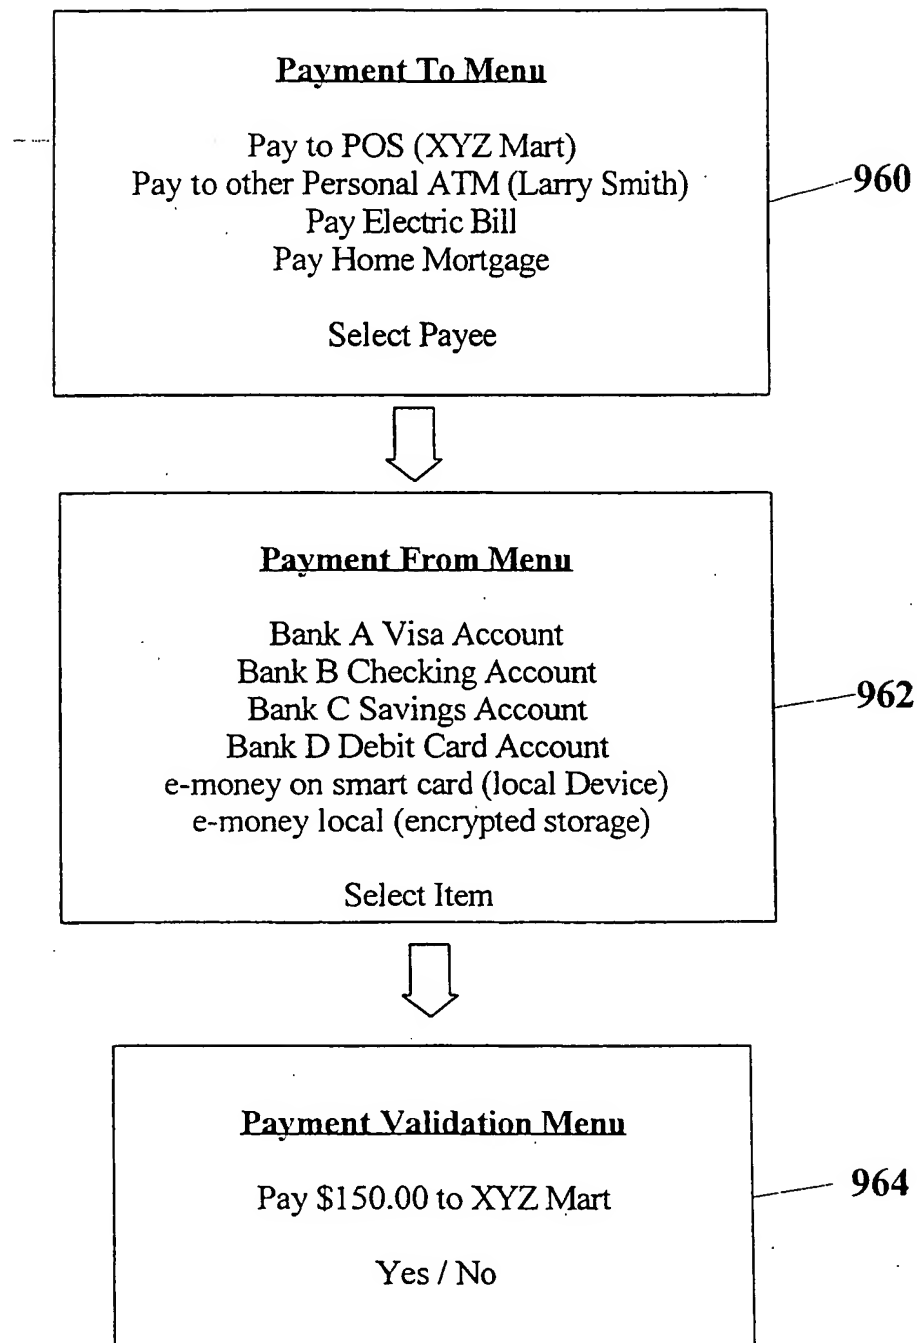 Payment To Menu
Pay to POS (XYZ Mart)
Pay to other Personal ATM (Larry Smith)
Pay Electric Bill
Pay Home Mortgage
Select Payee
960
Payment From Menu
Bank A Visa Account
Bank B Checking Account
Bank C Savings Account
Bank D Debit Card Account
e-money on smart card (local Device)
e-money local (encrypted storage)
Select Item
962
Payment Validation Menu
Pay $150.00 to XYZ Mart
Yes / No
964